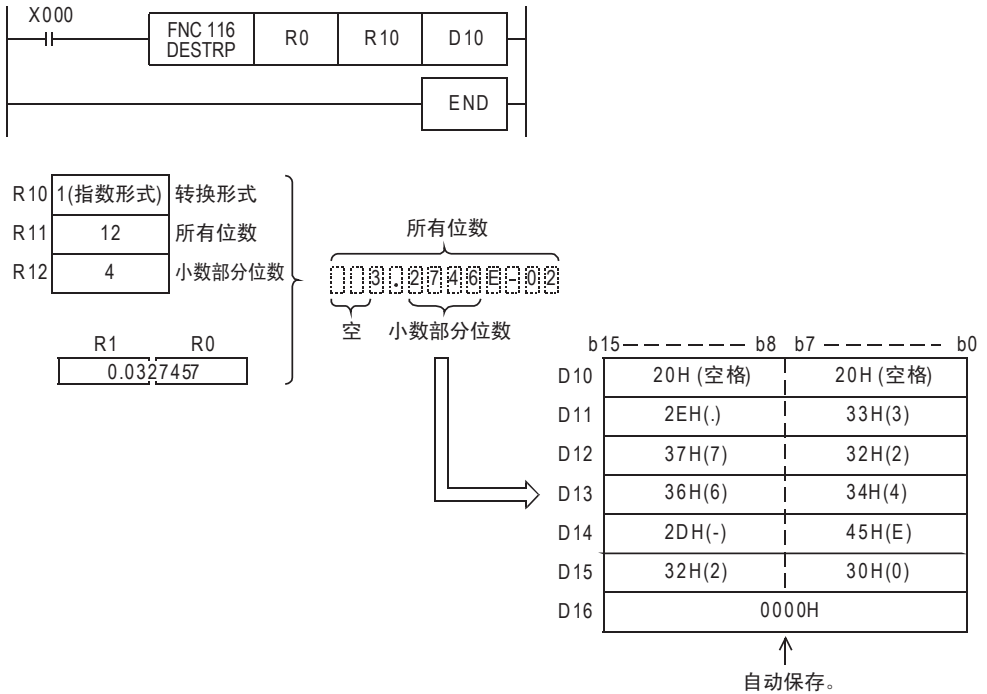 X000
FNC 116
DESTRP
R0
R10
D10
END
R10 1(指数形式) 转换形式
R11 12 所有位数
R12 4 小数部分位数
R1 R0
0.0327457
所有位数
3.2746E-02
空 小数部分位数
b15 b8 b7 b0
D10 20H(空格) 20H(空格)
D11 2EH(.) 33H(3)
D12 37H(7) 32H(2)
D13 36H(6) 34H(4)
D14 2DH(-) 45H(E)
D15 32H(2) 30H(0)
D16 0000H
自动保存。